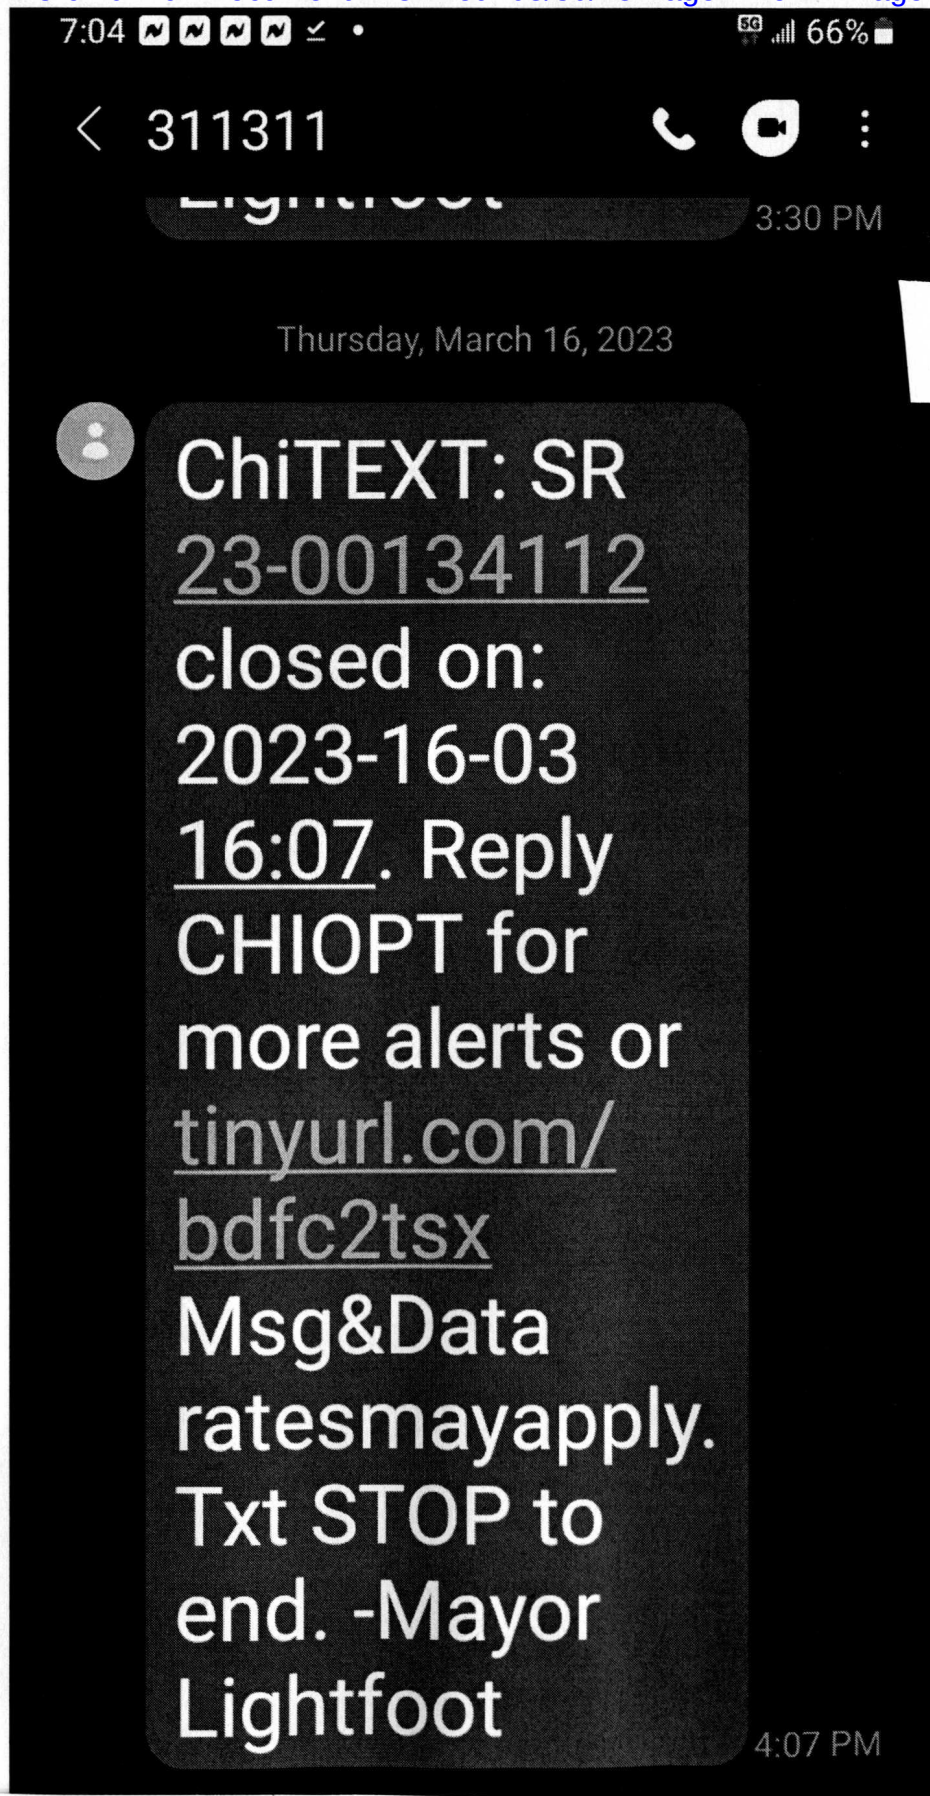 7:04
5G 66%
311311
Lightfoot
3:30 PM
Thursday, March 16, 2023
ChiTEXT: SR
23-00134112
closed on:
2023-16-03
16:07. Reply
CHIOPT for
more alerts or
tinyurl.com/
bdfc2tsx
Msg&Data
ratesmayapply.
Txt STOP to
end. -Mayor
Lightfoot
4:07 PM